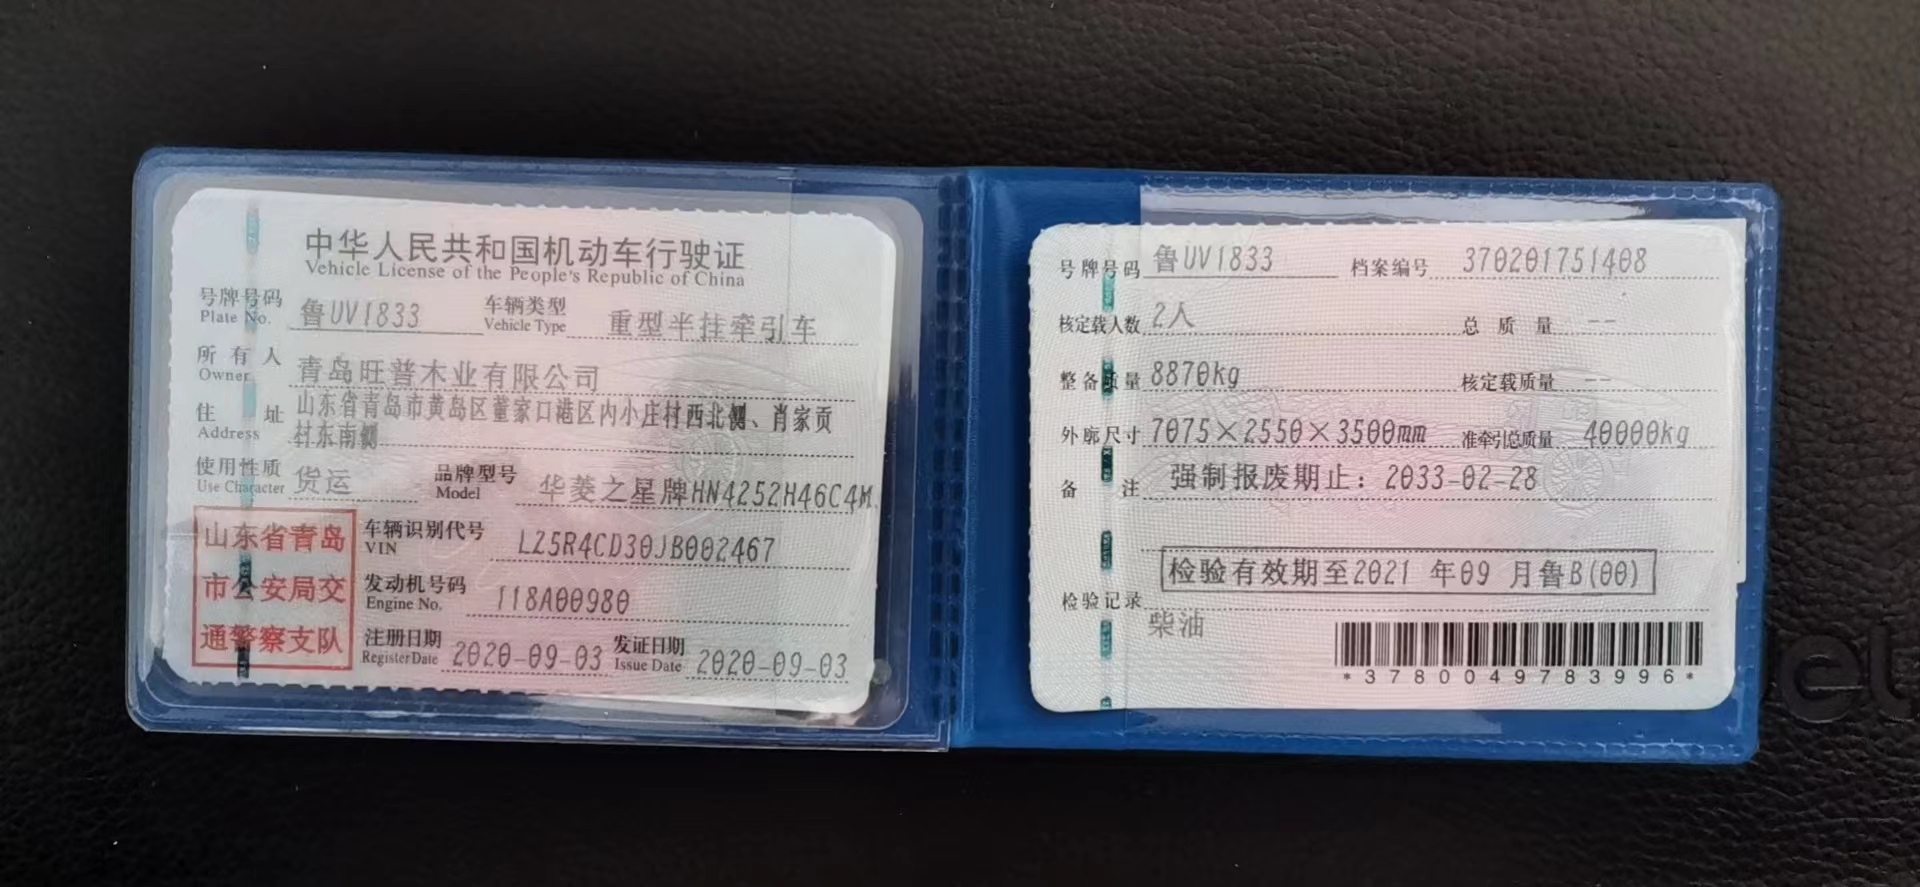 中华人民共和国机动车行驶证
Vehicle License of the People's Republic of China
号牌号码 Plate No. 鲁UV1833 车辆类型 Vehicle Type 重型半挂牵引车
所有人 Owner 青岛旺普木业有限公司
住址 Address 山东省青岛市黄岛区董家口港区内小庄村西北侧、肖家贡
村东南侧
使用性质 Use Character 货运 品牌型号 Model 华菱之星牌HN4252H46C4M
山东省青岛
市公安局交
通警察支队
车辆识别代号 VIN LZ5R4CD30JB002467
发动机号码 Engine No. 118A00980
注册日期 Register Date 2020-09-03 发证日期 Issue Date 2020-09-03
号牌号码 鲁UV1833 档案编号 370201751408
核定载人数 2人 总质量 --
整备质量 8870kg 核定载质量 --
外廓尺寸 7075×2550×3500mm 准牵引总质量 40000kg
备注 强制报废期止：2033-02-28
检验有效期至2021 年09 月鲁B(00)
检验记录
柴油
*3780049783996*